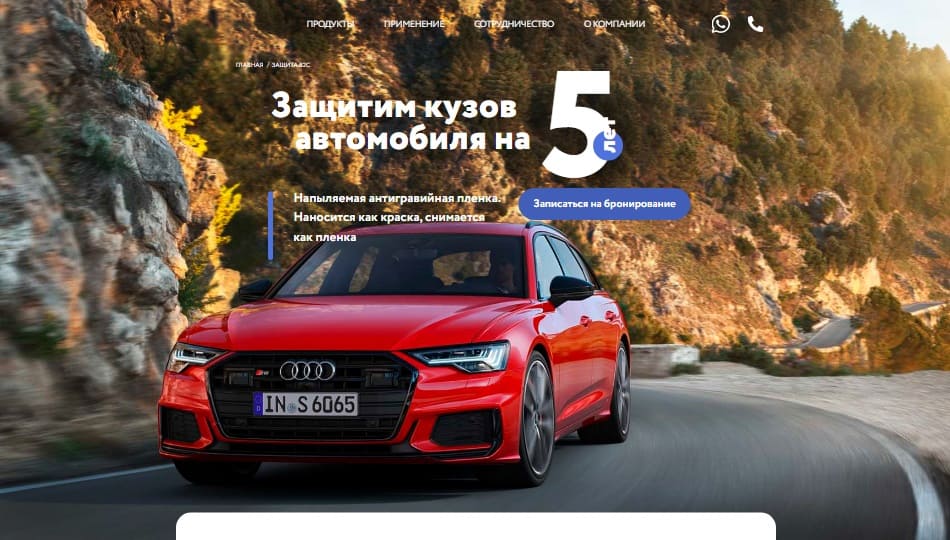 ПРОДУКТЫ ПРИМЕНЕНИЕ СОТРУДНИЧЕСТВО О КОМПАНИИ
ГЛАВНАЯ / ЗАЩИТА42С
Защитим кузов
автомобиля на
5 лет
Напыляемая антигравийная пленка.
Наносится как краска, снимается
как пленка
Записаться на бронирование
IN S 6065